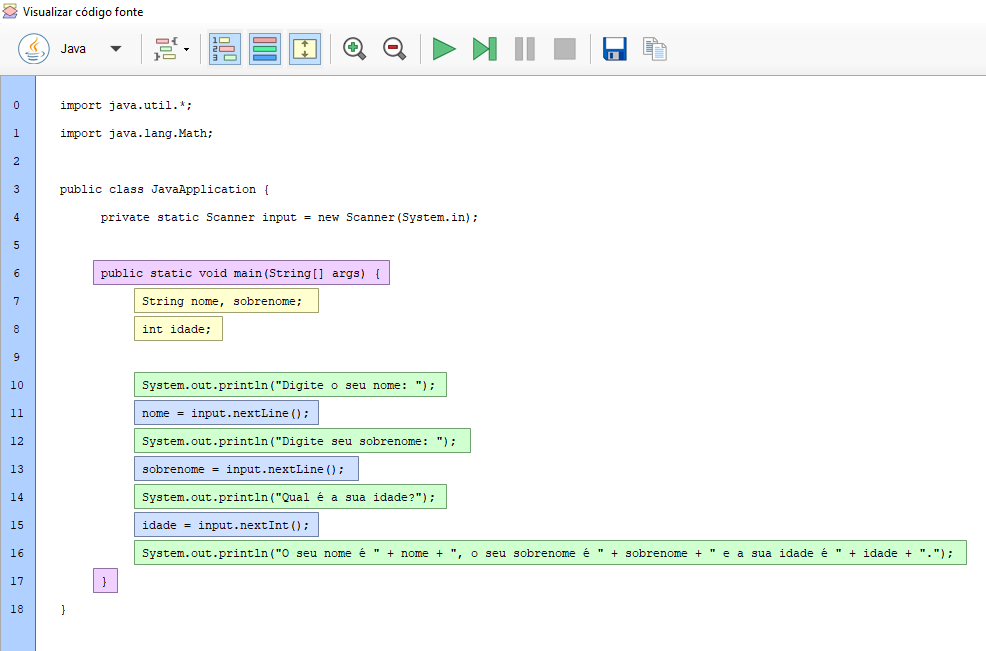 Visualizar código fonte
Java
0 import java.util.*;
1 import java.lang.Math;
2
3 public class JavaApplication {
4 private static Scanner input = new Scanner(System.in);
5
6 public static void main(String[] args) {
7 String nome, sobrenome;
8 int idade;
9
10 System.out.println("Digite o seu nome: ");
11 nome = input.nextLine();
12 System.out.println("Digite seu sobrenome: ");
13 sobrenome = input.nextLine();
14 System.out.println("Qual é a sua idade?");
15 idade = input.nextInt();
16 System.out.println("O seu nome é " + nome + ", o seu sobrenome é " + sobrenome + " e a sua idade é " + idade + ".");
17 }
18 }